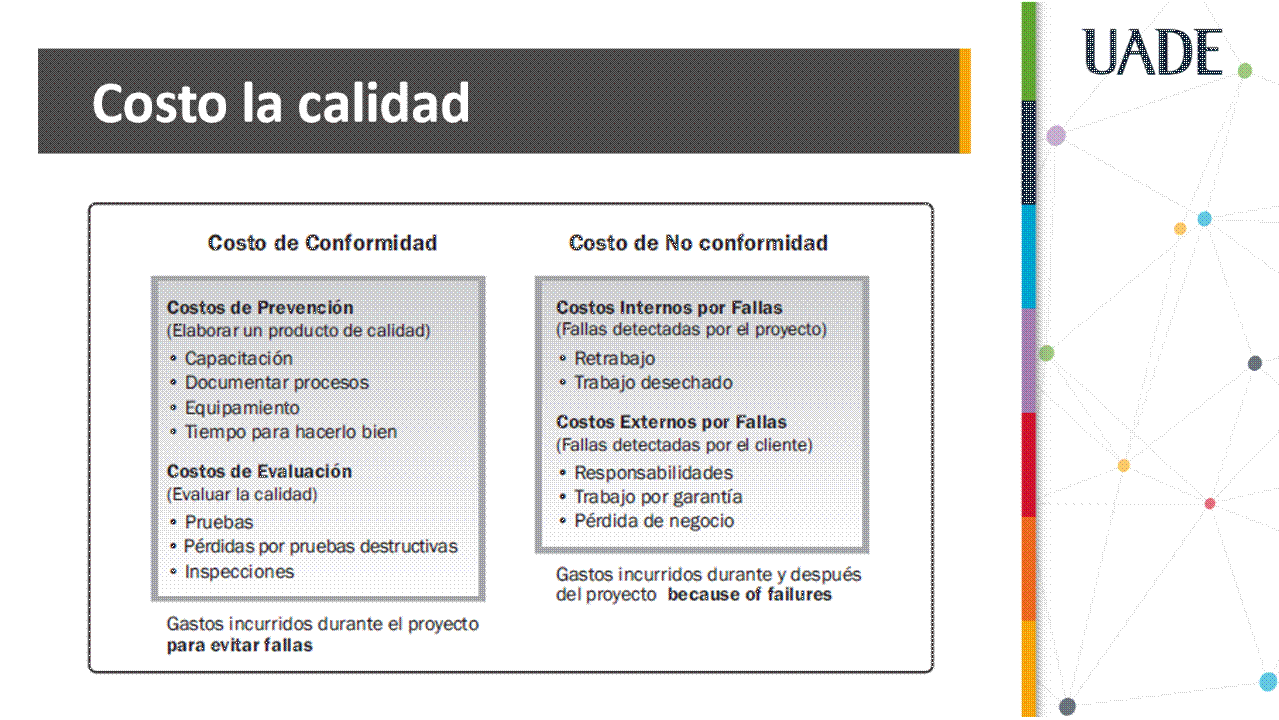 UADE
Costo la calidad
Costo de Conformidad
Costos de Prevención
(Elaborar un producto de calidad)
• Capacitación
• Documentar procesos
• Equipamiento
• Tiempo para hacerlo bien
Costos de Evaluación
(Evaluar la calidad)
• Pruebas
• Pérdidas por pruebas destructivas
• Inspecciones
Gastos incurridos durante el proyecto
para evitar fallas
Costo de No conformidad
Costos Internos por Fallas
(Fallas detectadas por el proyecto)
• Retrabajo
• Trabajo desechado
Costos Externos por Fallas
(Fallas detectadas por el cliente)
• Responsabilidades
• Trabajo por garantía
• Pérdida de negocio
Gastos incurridos durante y después
del proyecto because of failures